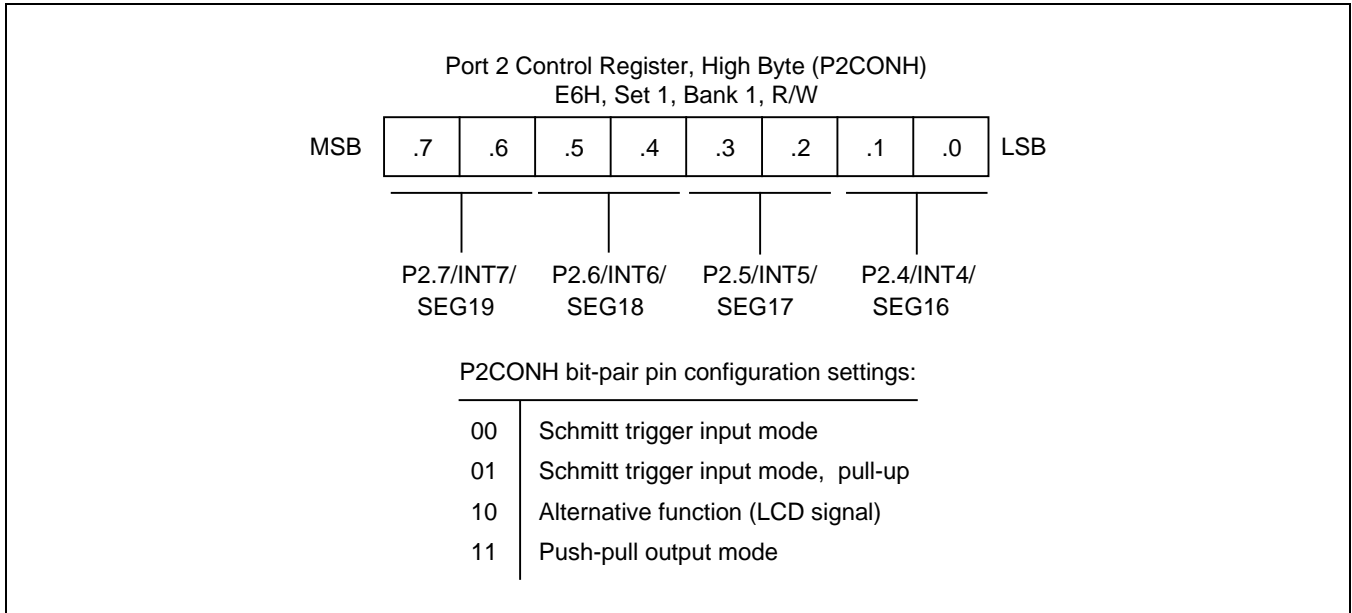 Port 2 Control Register, High Byte (P2CONH)
E6H, Set 1, Bank 1, R/W
MSB .7 .6 .5 .4 .3 .2 .1 .0 LSB
P2.7/INT7/ P2.6/INT6/ P2.5/INT5/ P2.4/INT4/
SEG19 SEG18 SEG17 SEG16
P2CONH bit-pair pin configuration settings:
00 Schmitt trigger input mode
01 Schmitt trigger input mode, pull-up
10 Alternative function (LCD signal)
11 Push-pull output mode